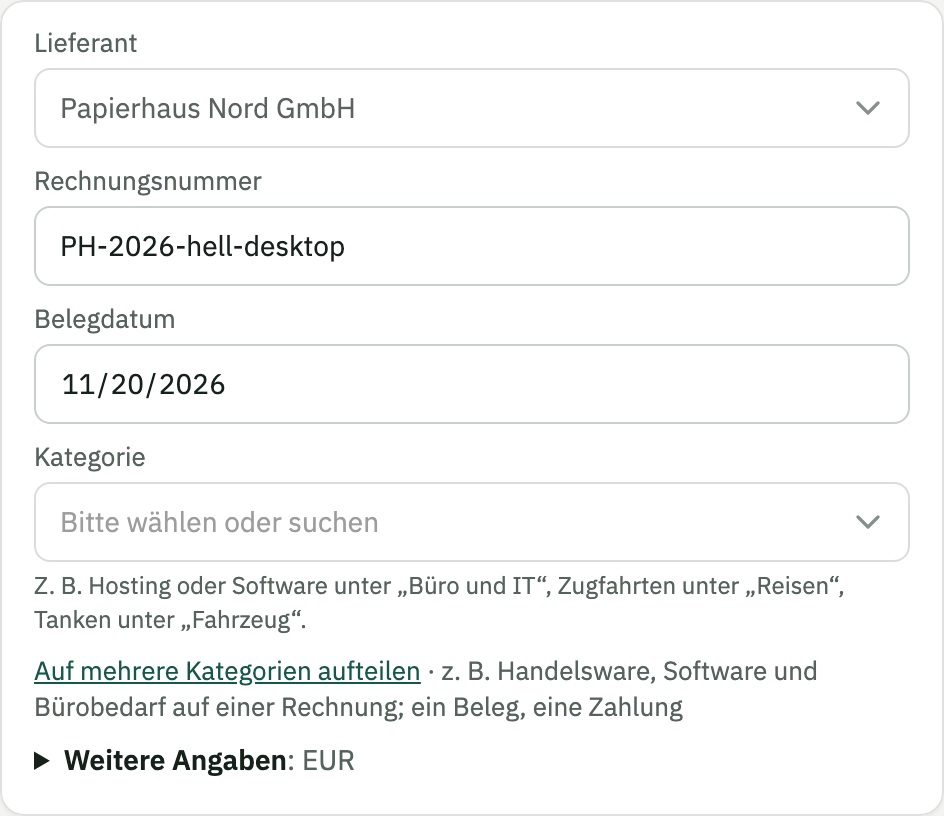 Lieferant
Papierhaus Nord GmbH
Rechnungsnummer
PH-2026-hell-desktop
Belegdatum
11/20/2026
Kategorie
Bitte wählen oder suchen
Z. B. Hosting oder Software unter „Büro und IT“, Zugfahrten unter „Reisen“,
Tanken unter „Fahrzeug“.
Auf mehrere Kategorien aufteilen · z. B. Handelsware, Software und
Bürobedarf auf einer Rechnung; ein Beleg, eine Zahlung
Weitere Angaben: EUR